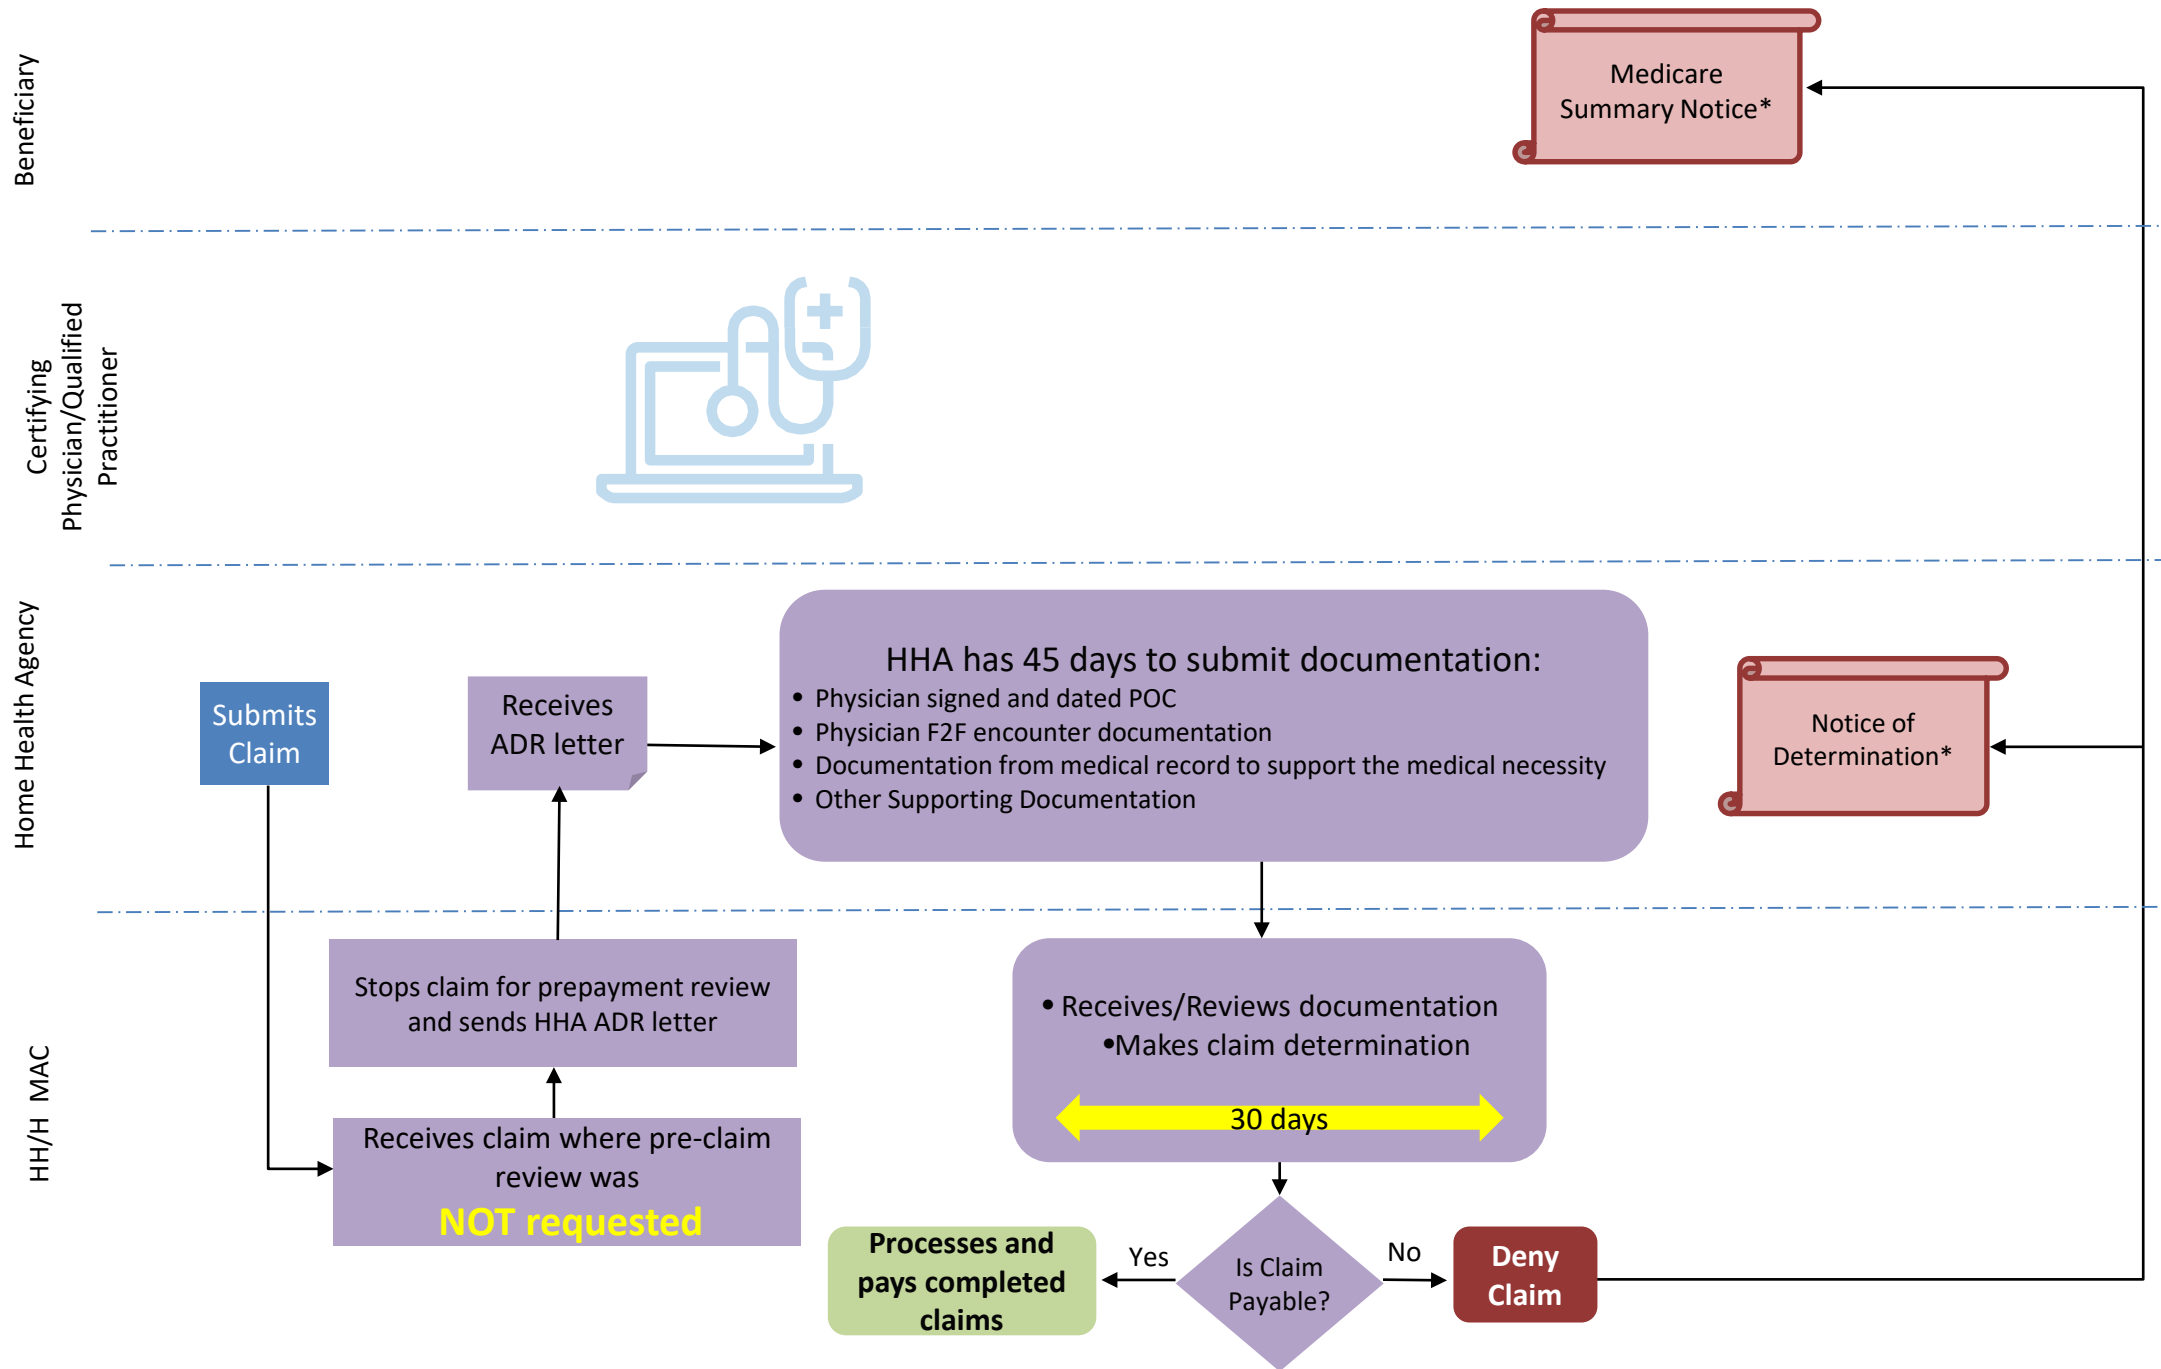 Beneficiary
Medicare
Summary Notice*
Certifying
Physician/Qualified
Practitioner
Home Health Agency
Submits
Claim
Receives
ADR letter
HHA has 45 days to submit documentation:
• Physician signed and dated POC
• Physician F2F encounter documentation
• Documentation from medical record to support the medical necessity
• Other Supporting Documentation
Notice of
Determination*
HH/H MAC
Stops claim for prepayment review
and sends HHA ADR letter
Receives claim where pre-claim
review was
NOT requested
• Receives/Reviews documentation
•Makes claim determination
30 days
Is Claim
Payable?
Yes
Processes and
pays completed
claims
No
Deny
Claim